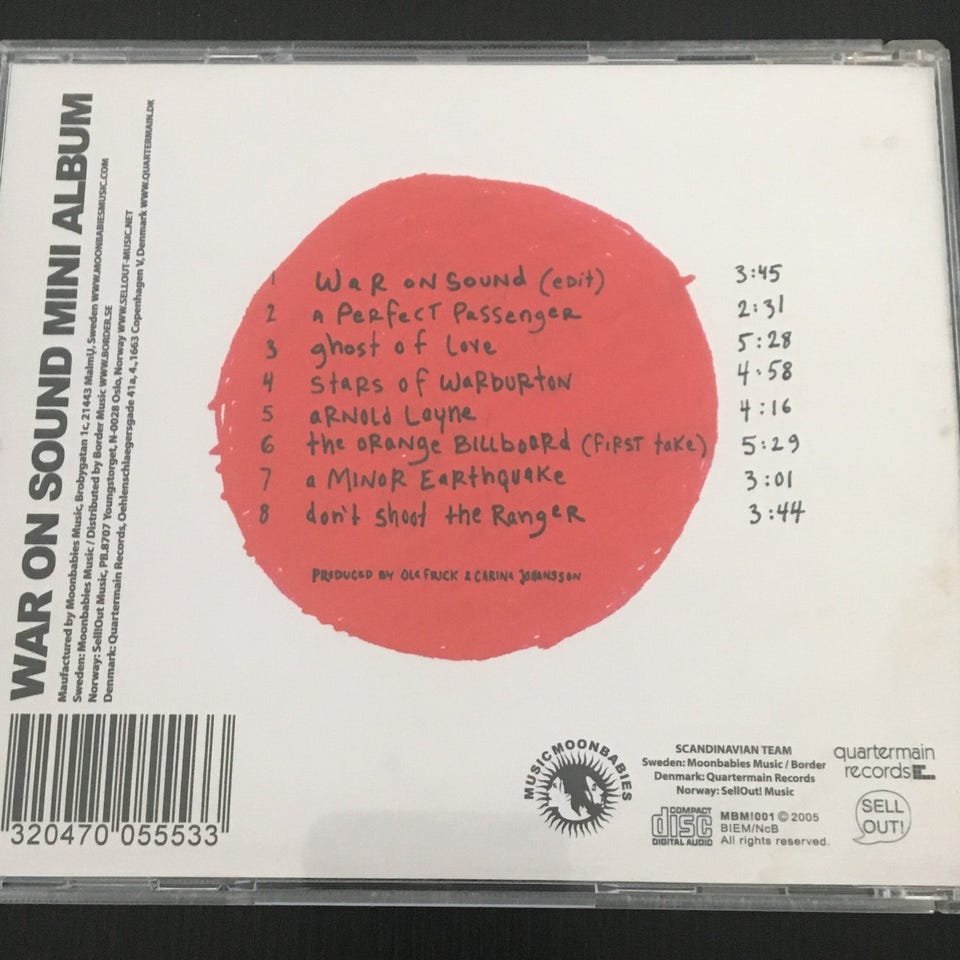 WAR ON SOUND MINI ALBUM
Maufactured by Moonbabies Music, Brobygatan 1c, 21443 MalmU, Sweden WWW.MOONBABIESMUSIC.COM
Sweden: Moonbabies Music / Distributed by Border Music WWW.BORDER.SE
Norway: Sell!Out Music, PB.8707 Youngstorget, N-0028 Oslo, Norway WWW.SELLOUT-MUSIC.NET
Denmark: Quartermain Records, Oehlenschlaegersgade 41a, 4., 1663 Copenhagen V, Denmark WWW.QUARTERMAIN.DK
1 WaR oN SOUND (eDiT) 3:45
2 a PeRfecT Passenger 2:31
3 ghost of Love 5:28
4 StaRs of WaRBURTON 4:58
5 aRNOLD Layne 4:16
6 the ORange BillboaRd (fiRST take) 5:29
7 a MINOR EaRthquake 3:01
8 don't shoot the RangeR 3:44
PRODUCED BY OLA FRICK & CARINA JOHANSSON
320470 055533
MUSICMOONBABIES
SCANDINAVIAN TEAM
Sweden: Moonbabies Music / Border
Denmark: Quartermain Records
Norway: SellOut! Music
COMPACT
disc
DIGITAL AUDIO
MBM!001 © 2005
BIEM/NcB
All rights reserved.
quartermain
records
SELL
OUT!